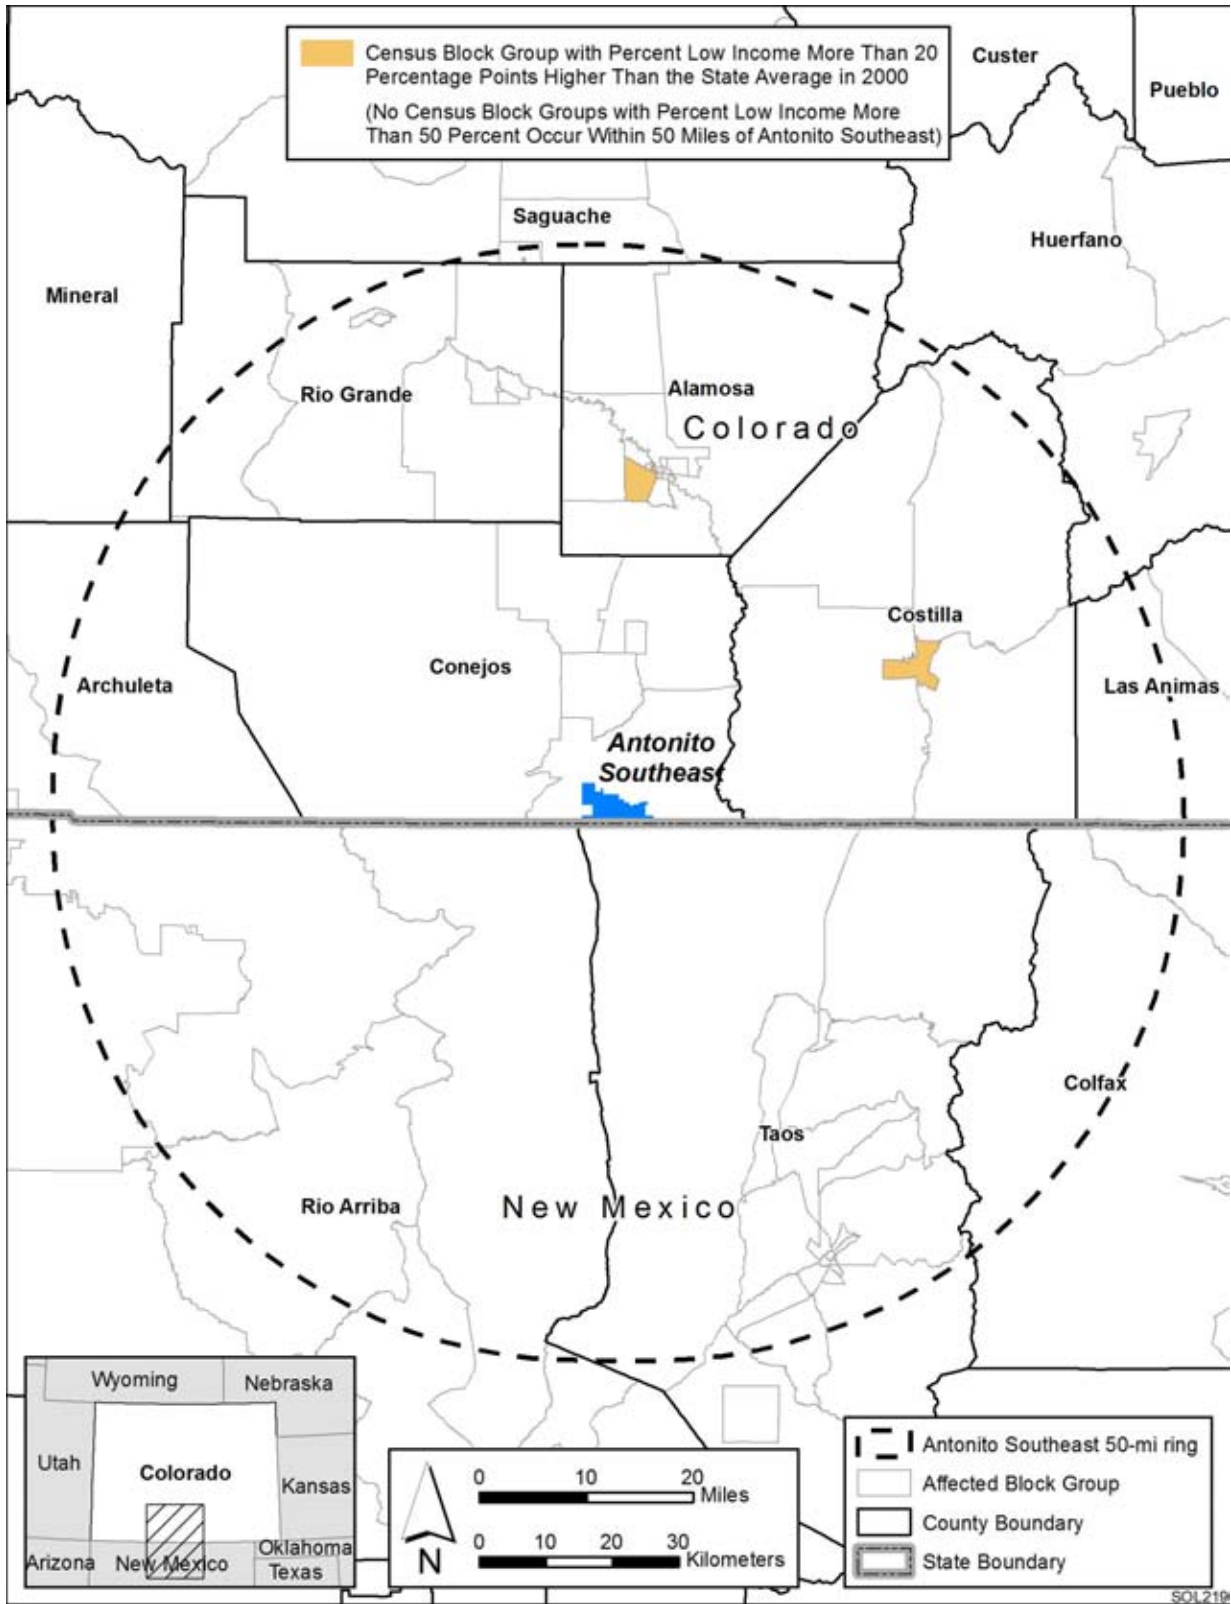 Census Block Group with Percent Low Income More Than 20
Percentage Points Higher Than the State Average in 2000
(No Census Block Groups with Percent Low Income More
Than 50 Percent Occur Within 50 Miles of Antonito Southeast)
Custer
Pueblo
Saguache
Huerfano
Mineral
Rio Grande
Alamosa
Colorado
Costilla
Conejos
Archuleta
Las Animas
Antonito
Southeast
Colfax
Taos
Rio Arriba
New Mexico
Wyoming
Nebraska
Utah
Colorado
Kansas
Arizona
New Mexico
Oklahoma
Texas
N
0 10 20
Miles
0 10 20 30
Kilometers
Antonito Southeast 50-mi ring
Affected Block Group
County Boundary
State Boundary